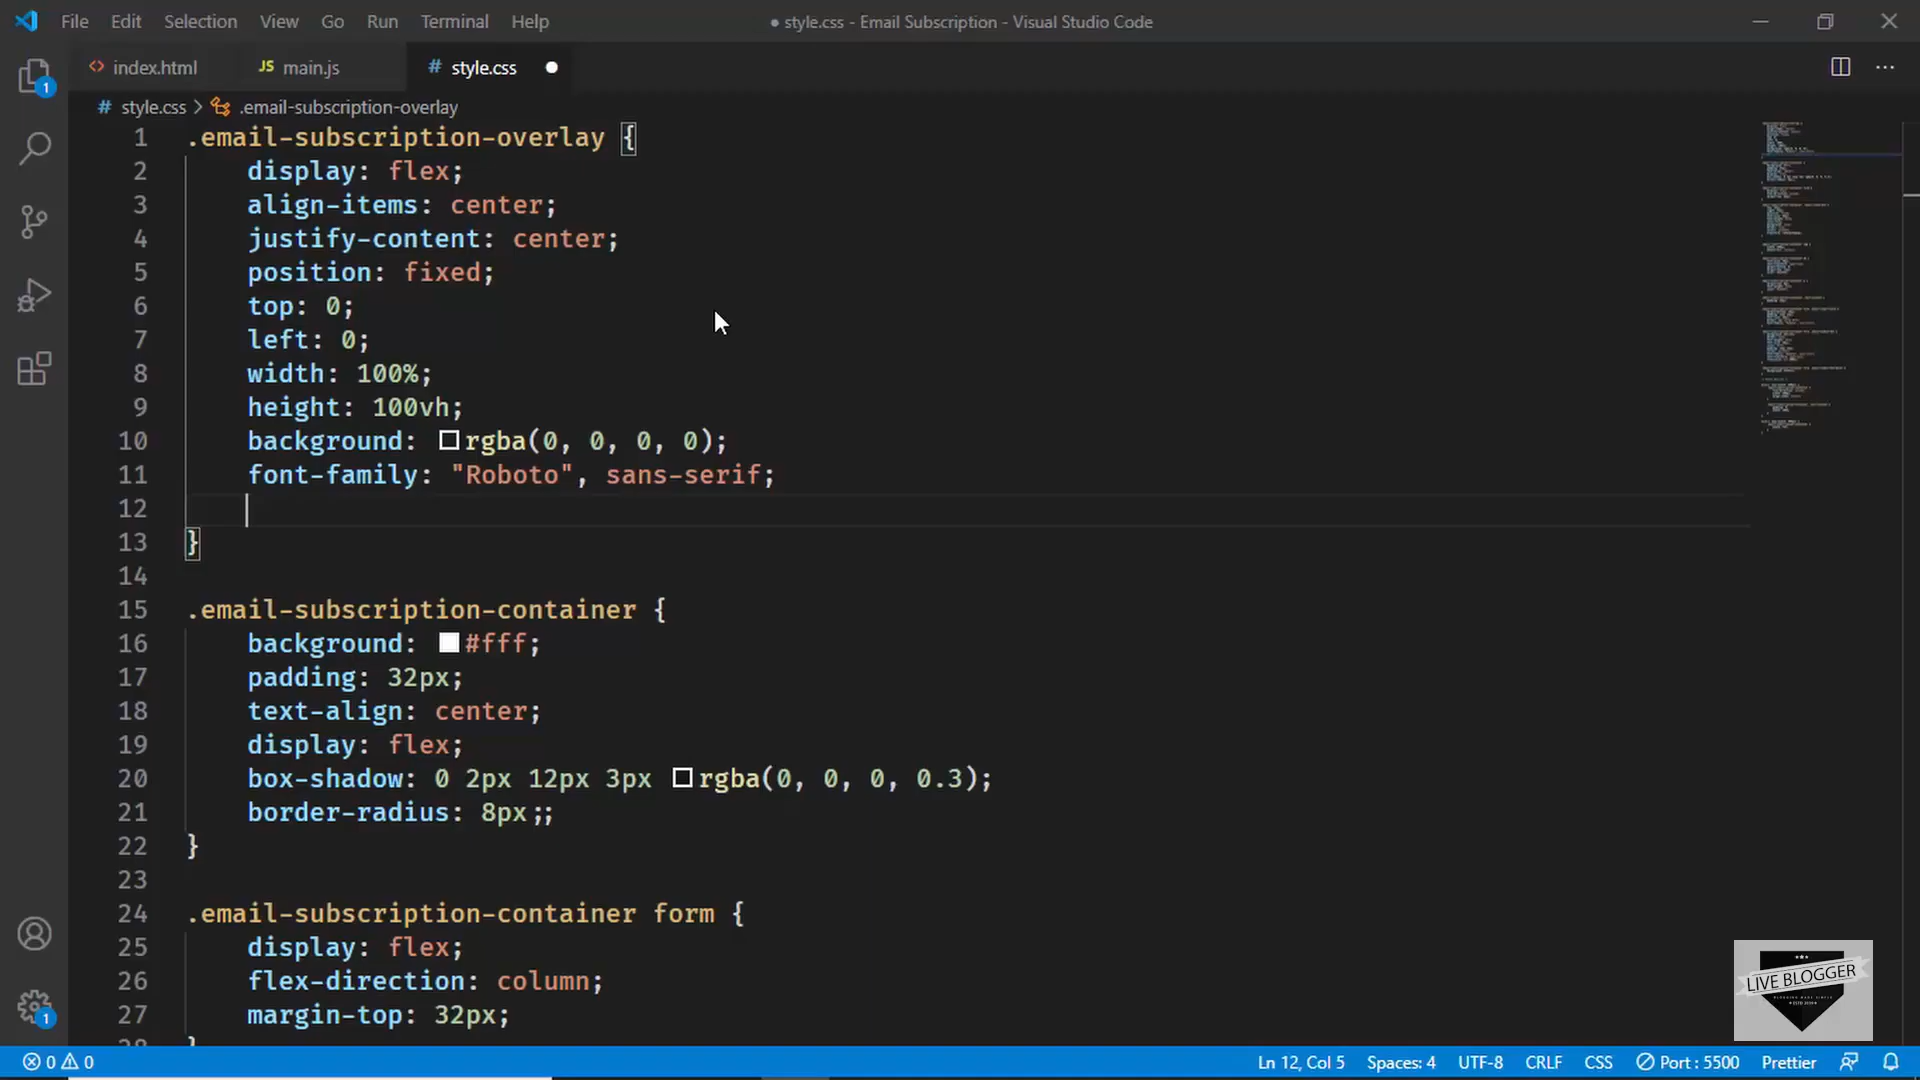 File Edit Selection View Go Run Terminal Help ● style.css - Email Subscription - Visual Studio Code
<> index.html JS main.js # style.css ●
# style.css > .email-subscription-overlay
1 .email-subscription-overlay {
2 display: flex;
3 align-items: center;
4 justify-content: center;
5 position: fixed;
6 top: 0;
7 left: 0;
8 width: 100%;
9 height: 100vh;
10 background: rgba(0, 0, 0, 0);
11 font-family: "Roboto", sans-serif;
12
13 }
14
15 .email-subscription-container {
16 background: #fff;
17 padding: 32px;
18 text-align: center;
19 display: flex;
20 box-shadow: 0 2px 12px 3px rgba(0, 0, 0, 0.3);
21 border-radius: 8px;;
22 }
23
24 .email-subscription-container form {
25 display: flex;
26 flex-direction: column;
27 margin-top: 32px;
28 }
1
1
LIVE BLOGGER
0 0 Ln 12, Col 5 Spaces: 4 UTF-8 CRLF CSS Port : 5500 Prettier